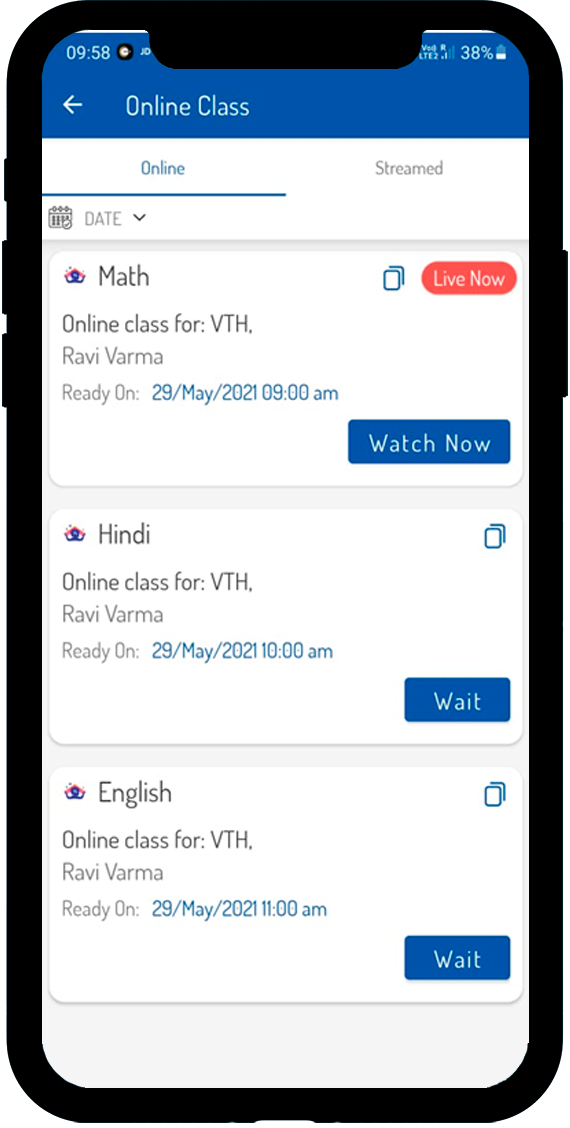 09:58 JD 38%
Online Class
Online Streamed
DATE
Math Live Now
Online class for: VTH,
Ravi Varma
Ready On: 29/May/2021 09:00 am
Watch Now
Hindi
Online class for: VTH,
Ravi Varma
Ready On: 29/May/2021 10:00 am
Wait
English
Online class for: VTH,
Ravi Varma
Ready On: 29/May/2021 11:00 am
Wait